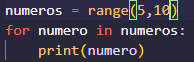 numeros = range(5,10)
for numero in numeros:
    print(numero)